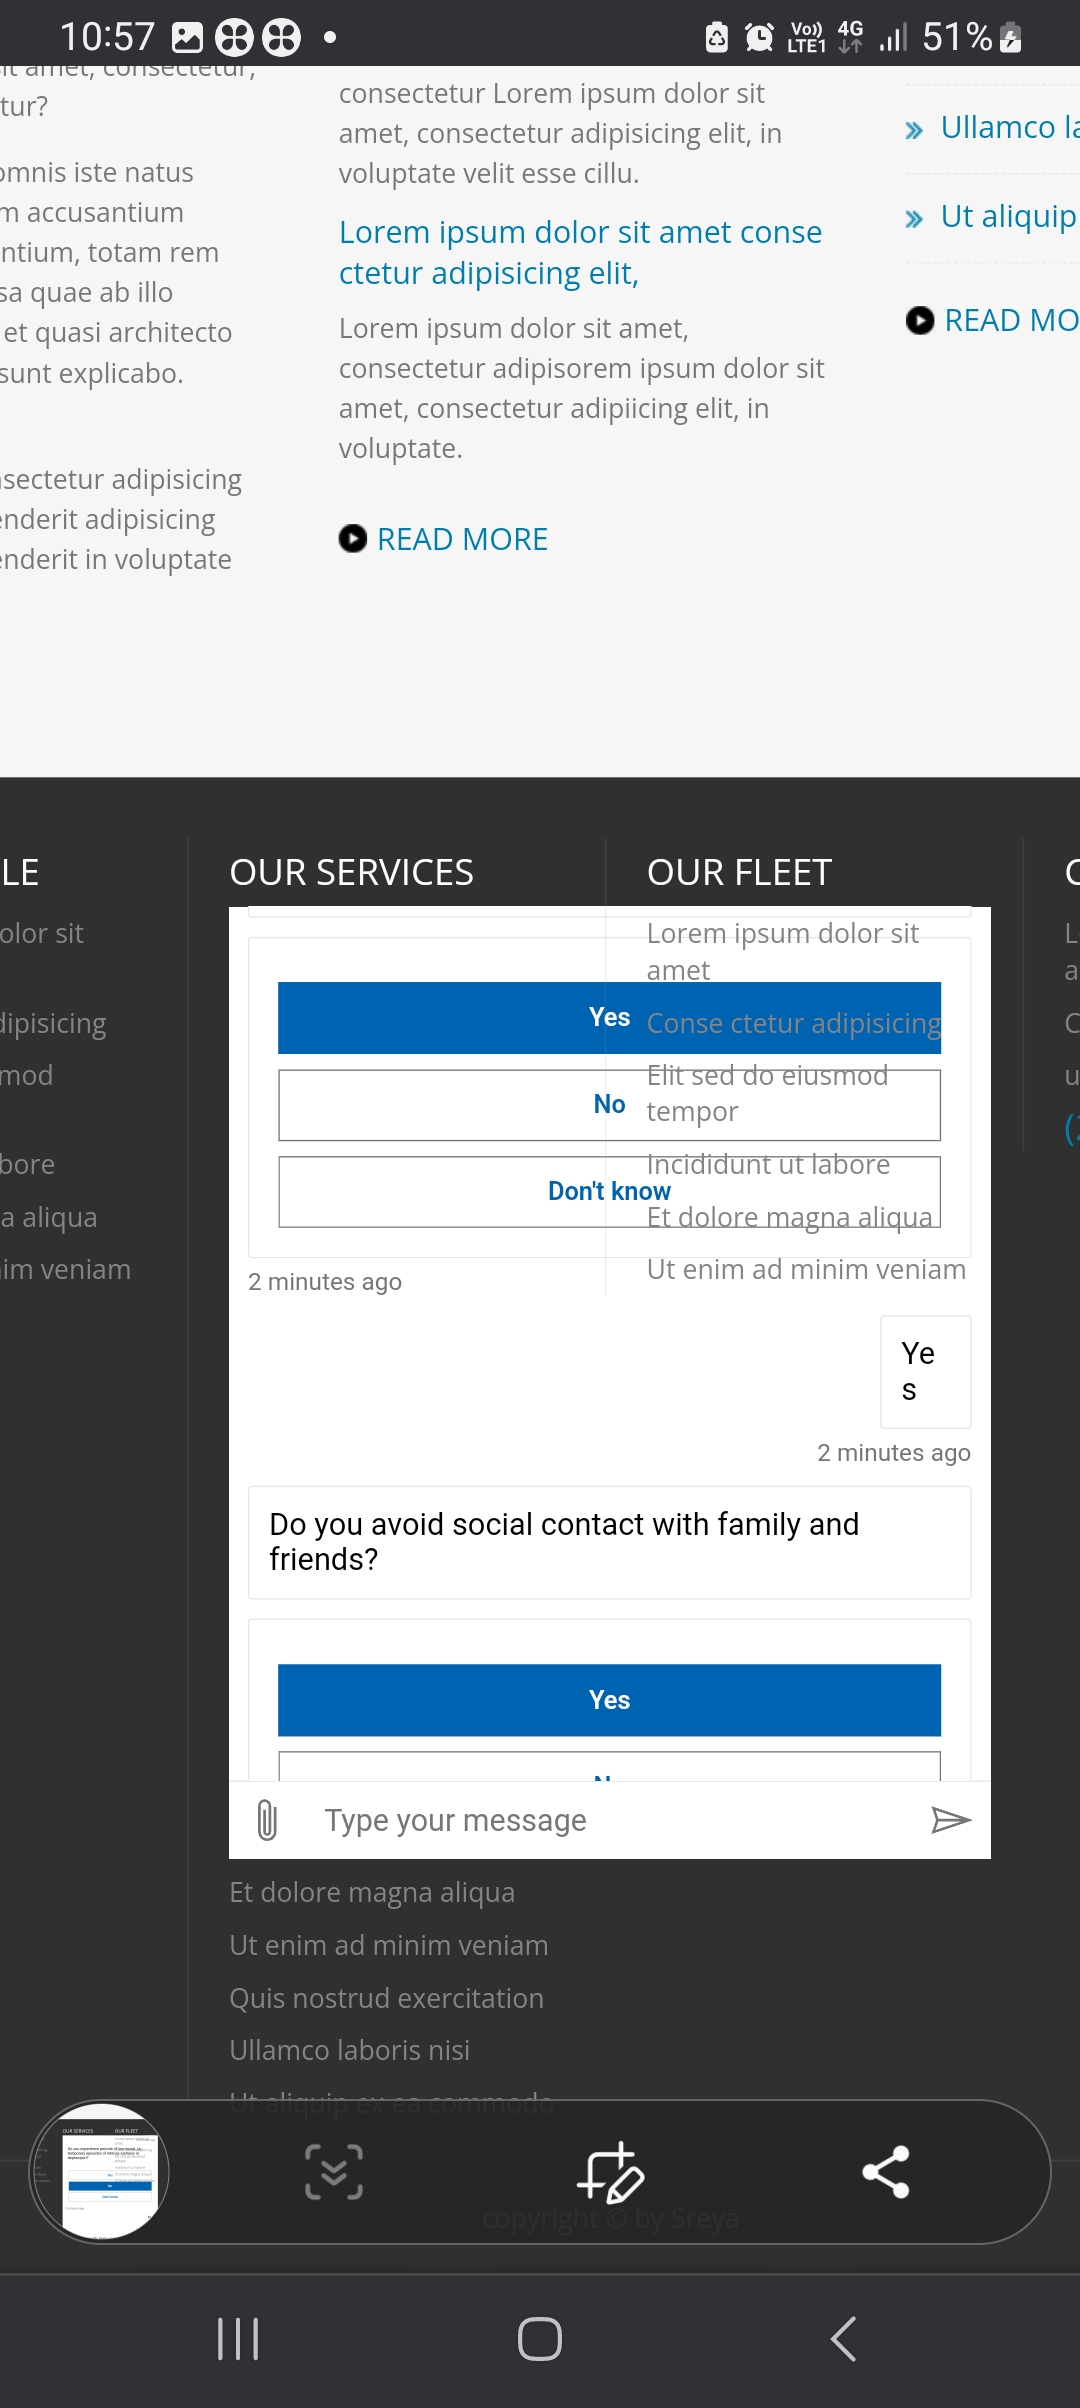 10:57
Vo)) LTE1 4G 51%
sit amet, consectetur,
tur?
omnis iste natus
m accusantium
ntium, totam rem
sa quae ab illo
et quasi architecto
sunt explicabo.
nsectetur adipisicing
enderit adipisicing
enderit in voluptate
consectetur Lorem ipsum dolor sit
amet, consectetur adipisicing elit, in
voluptate velit esse cillu.
Lorem ipsum dolor sit amet conse
ctetur adipisicing elit,
Lorem ipsum dolor sit amet,
consectetur adipisorem ipsum dolor sit
amet, consectetur adipiicing elit, in
voluptate.
READ MORE
Ullamco la
Ut aliquip
READ MO
LE
olor sit
dipisicing
mod
bore
a aliqua
nim veniam
OUR SERVICES
Yes
No
Don't know
2 minutes ago
Ye
s
2 minutes ago
Do you avoid social contact with family and
friends?
Yes
Type your message
Et dolore magna aliqua
Ut enim ad minim veniam
Quis nostrud exercitation
Ullamco laboris nisi
Ut aliquip ex ea commodo
OUR FLEET
Lorem ipsum dolor sit
amet
Conse ctetur adipisicing
Elit sed do eiusmod
tempor
Incididunt ut labore
Et dolore magna aliqua
Ut enim ad minim veniam
copyright © by Sreya